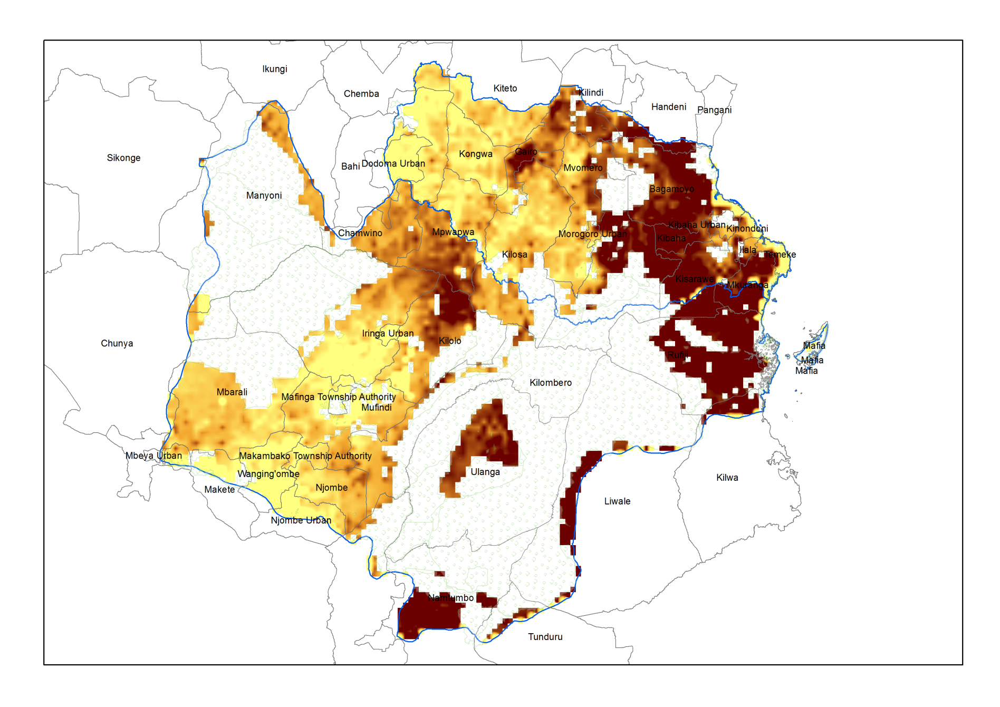 Ikungi
Kiteto
Chemba
Kilindi
Handeni
Pangani
Sikonge
Kongwa
Gairo
Bahi
Dodoma Urban
Mvomero
Bagamoyo
Manyoni
Kibaha Urban
Kinondoni
Chamwino
Mpwapwa
Morogoro Urban
Kibaha
Ilala
Kilosa
Temeke
Kisarawe
Mkuranga
Iringa Urban
Kilolo
Chunya
Mafia
Rufiji
Mafia
Mafia
Kilombero
Mbarali
Mafinga Township Authority
Mufindi
Mbeya Urban
Makambako Township Authority
Ulanga
Wanging'ombe
Kilwa
Makete
Njombe
Liwale
Njombe Urban
Namtumbo
Tunduru